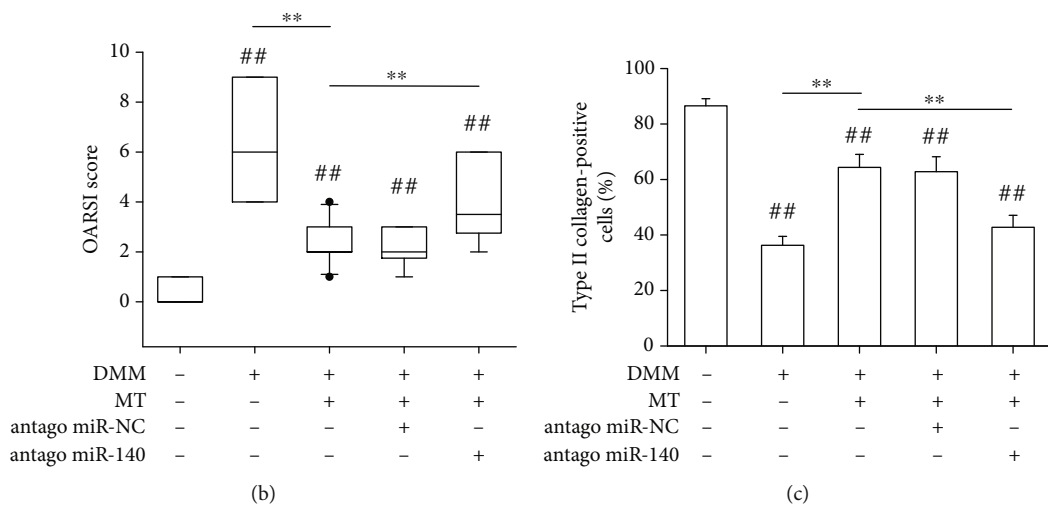 **
10
##
8
**
##
6
##
##
4
2
0
OARSI score
DMM – + + + +
MT – – + + +
antago miR-NC – – – + –
antago miR-140 – – – – +
(b)
100
**
**
80
##
##
60
##
##
40
20
0
Type II collagen-positive
cells (%)
DMM – + + + +
MT – – + + +
antago miR-NC – – – + –
antago miR-140 – – – – +
(c)